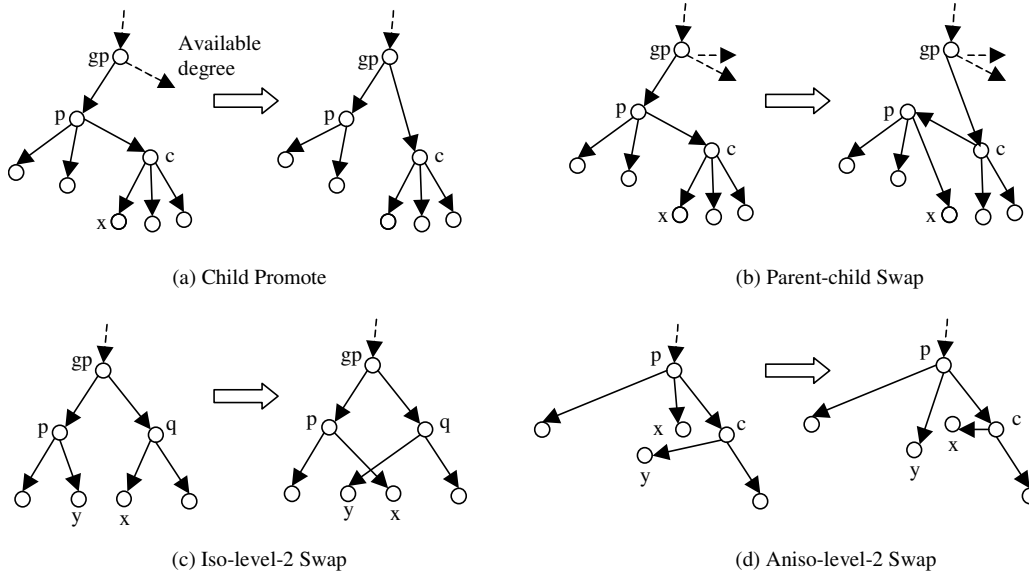 gp
Available
degree
gp
p
p
c
c
x
(a) Child Promote
gp
gp
p
p
c
c
x
x
(b) Parent-child Swap
gp
gp
p
q
p
q
y
x
y
x
(c) Iso-level-2 Swap
p
p
x
c
x
c
y
y
(d) Aniso-level-2 Swap